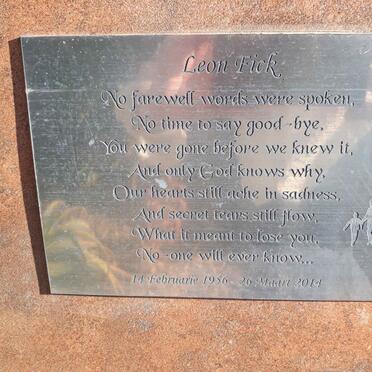 Leon Fick
No farewell words were spoken,
No time to say good-bye,
You were gone before we knew it,
And only God knows why,
Our hearts still ache in sadness,
And secret tears still flow,
What it meant to lose you,
No-one will ever know...
14 Februarie 1956 - 26 Maart 2014